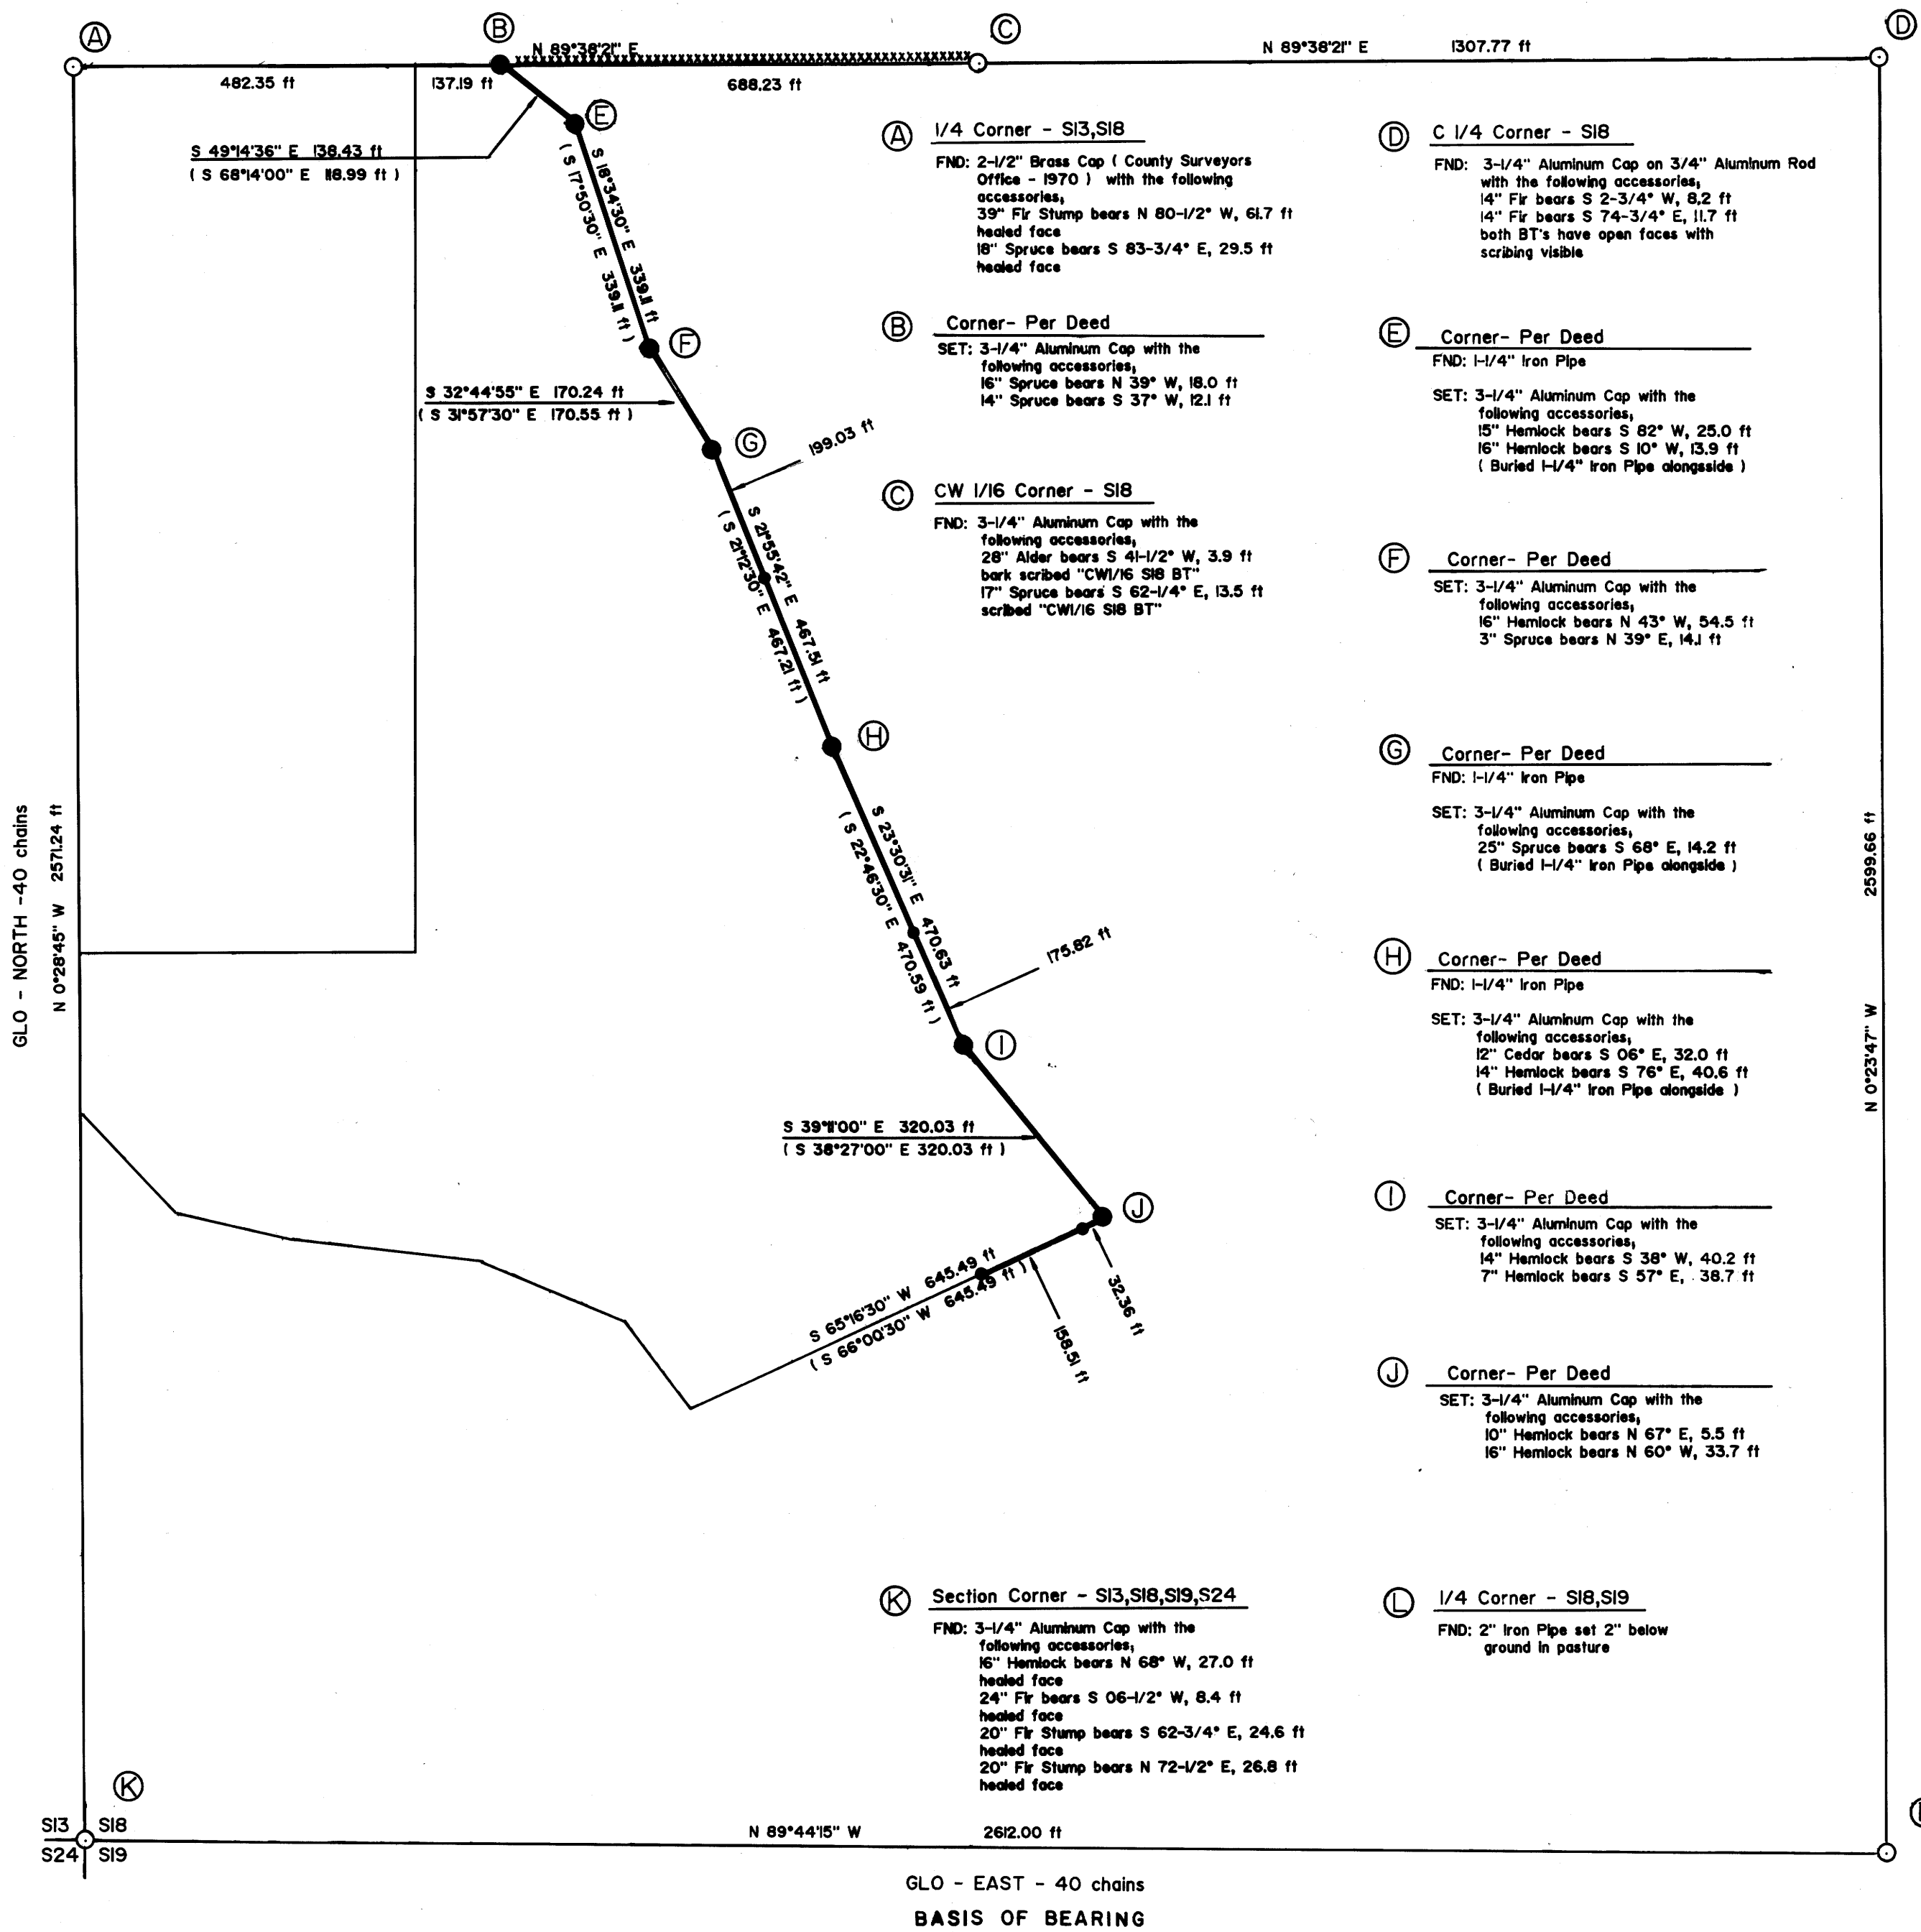 A
B
C
D
N 89°38'21" E
N 89°38'21" E 1307.77 ft
482.35 ft
137.19 ft
688.23 ft
E
S 49°14'36" E 138.43 ft
( S 68°14'00" E 118.99 ft )
S 18°34'30" E 339.11 ft
( S 17°50'30" E 339.11 ft )
F
S 32°44'55" E 170.24 ft
( S 31°57'30" E 170.55 ft )
G
199.03 ft
S 21°55'42" E 467.51 ft
( S 21°12'30" E 467.21 ft )
H
S 23°30'31" E 470.63 ft
( S 22°46'30" E 470.59 ft )
175.82 ft
I
S 39°11'00" E 320.03 ft
( S 38°27'00" E 320.03 ft )
J
S 65°16'30" W 645.49 ft
( S 66°00'30" W 645.49 ft )
32.36 ft
158.51 ft
GLO - NORTH -40 chains
N 0°28'45" W 2571.24 ft
2599.66 ft
N 0°23'47" W
A 1/4 Corner - S13,S18
FND: 2-1/2" Brass Cap ( County Surveyors
Office - 1970 ) with the following
accessories,
39" Fir Stump bears N 80-1/2° W, 61.7 ft
healed face
18" Spruce bears S 83-3/4° E, 29.5 ft
healed face
B Corner- Per Deed
SET: 3-1/4" Aluminum Cap with the
following accessories,
16" Spruce bears N 39° W, 18.0 ft
14" Spruce bears S 37° W, 12.1 ft
C CW 1/16 Corner - S18
FND: 3-1/4" Aluminum Cap with the
following accessories,
28" Alder bears S 41-1/2° W, 3.9 ft
bark scribed "CW1/16 S18 BT"
17" Spruce bears S 62-1/4° E, 13.5 ft
scribed "CW1/16 S18 BT"
D C 1/4 Corner - S18
FND: 3-1/4" Aluminum Cap on 3/4" Aluminum Rod
with the following accessories,
14" Fir bears S 2-3/4° W, 8.2 ft
14" Fir bears S 74-3/4° E, 11.7 ft
both BT's have open faces with
scribing visible
E Corner- Per Deed
FND: 1-1/4" Iron Pipe
SET: 3-1/4" Aluminum Cap with the
following accessories,
15" Hemlock bears S 82° W, 25.0 ft
16" Hemlock bears S 10° W, 13.9 ft
( Buried 1-1/4" Iron Pipe alongsside )
F Corner- Per Deed
SET: 3-1/4" Aluminum Cap with the
following accessories,
16" Hemlock bears N 43° W, 54.5 ft
3" Spruce bears N 39° E, 14.1 ft
G Corner- Per Deed
FND: 1-1/4" Iron Pipe
SET: 3-1/4" Aluminum Cap with the
following accessories,
25" Spruce bears S 68° E, 14.2 ft
( Buried 1-1/4" Iron Pipe alongside )
H Corner- Per Deed
FND: 1-1/4" Iron Pipe
SET: 3-1/4" Aluminum Cap with the
following accessories,
12" Cedar bears S 06° E, 32.0 ft
14" Hemlock bears S 76° E, 40.6 ft
( Buried 1-1/4" Iron Pipe alongside )
I Corner- Per Deed
SET: 3-1/4" Aluminum Cap with the
following accessories,
14" Hemlock bears S 38° W, 40.2 ft
7" Hemlock bears S 57° E, 38.7 ft
J Corner- Per Deed
SET: 3-1/4" Aluminum Cap with the
following accessories,
10" Hemlock bears N 67° E, 5.5 ft
16" Hemlock bears N 60° W, 33.7 ft
K Section Corner - S13,S18,S19,S24
FND: 3-1/4" Aluminum Cap with the
following accessories,
16" Hemlock bears N 68° W, 27.0 ft
healed face
24" Fir bears S 06-1/2° W, 8.4 ft
healed face
20" Fir Stump bears S 62-3/4° E, 24.6 ft
healed face
20" Fir Stump bears N 72-1/2° E, 26.8 ft
healed face
L 1/4 Corner - S18,S19
FND: 2" Iron Pipe set 2" below
ground in pasture
K
S13 S18
S24 S19
N 89°44'15" W 2612.00 ft
GLO - EAST - 40 chains
BASIS OF BEARING